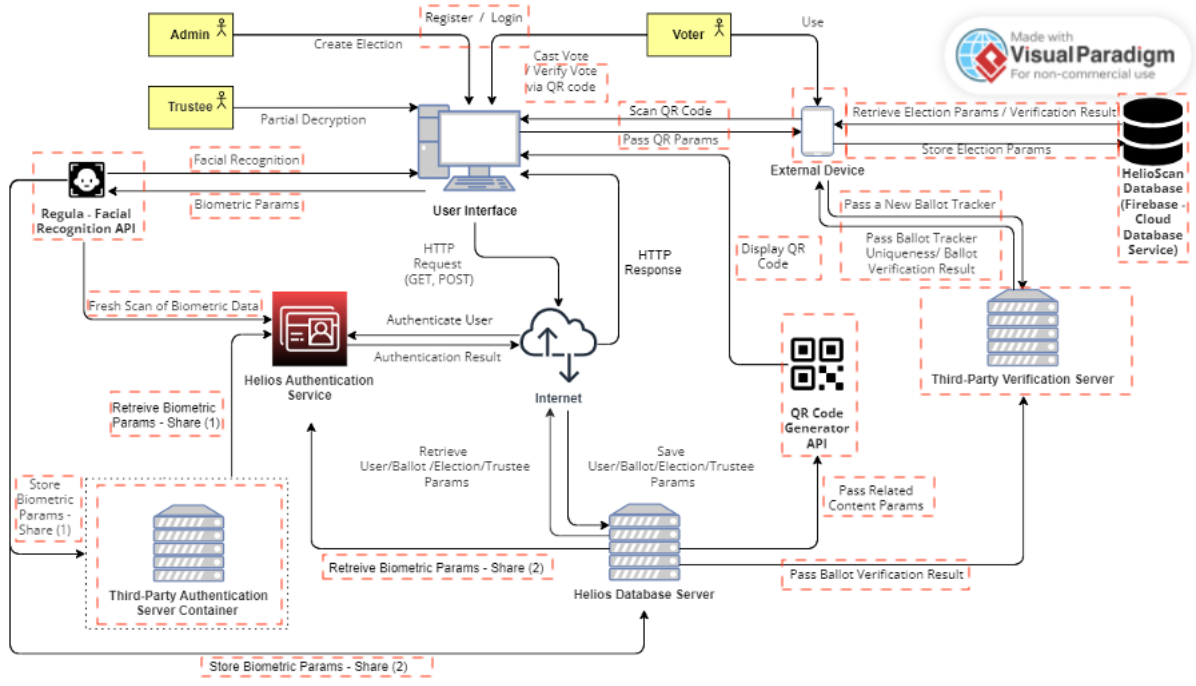 Admin
Register / Login
Create Election
Voter
Use
Made with
VisualParadigm
For non-commercial use
Cast Vote
/ Verify Vote
via QR code
Trustee
Partial Decryption
Scan QR Code
Pass QR Params
Retrieve Election Params / Verification Result
Store Election Params
External Device
HelioScan
Database
(Firebase -
Cloud
Database
Service)
Facial Recognition
Biometric Params
Regula - Facial
Recognition API
User Interface
Pass a New Ballot Tracker
Pass Ballot Tracker
Uniqueness/ Ballot
Verification Result
HTTP
Request
(GET, POST)
HTTP
Response
Display QR
Code
Fresh Scan of Biometric Data
Authenticate User
Authentication Result
Helios Authentication
Service
Internet
Third-Party Verification Server
QR Code
Generator
API
Retreive Biometric
Params - Share (1)
Retrieve
User/Ballot /Election/Trustee
Params
Save
User/Ballot/Election/Trustee
Params
Store
Biometric
Params -
Share (1)
Pass Related
Content Params
Retreive Biometric Params - Share (2)
Pass Ballot Verification Result
Third-Party Authentication
Server Container
Helios Database Server
Store Biometric Params - Share (2)